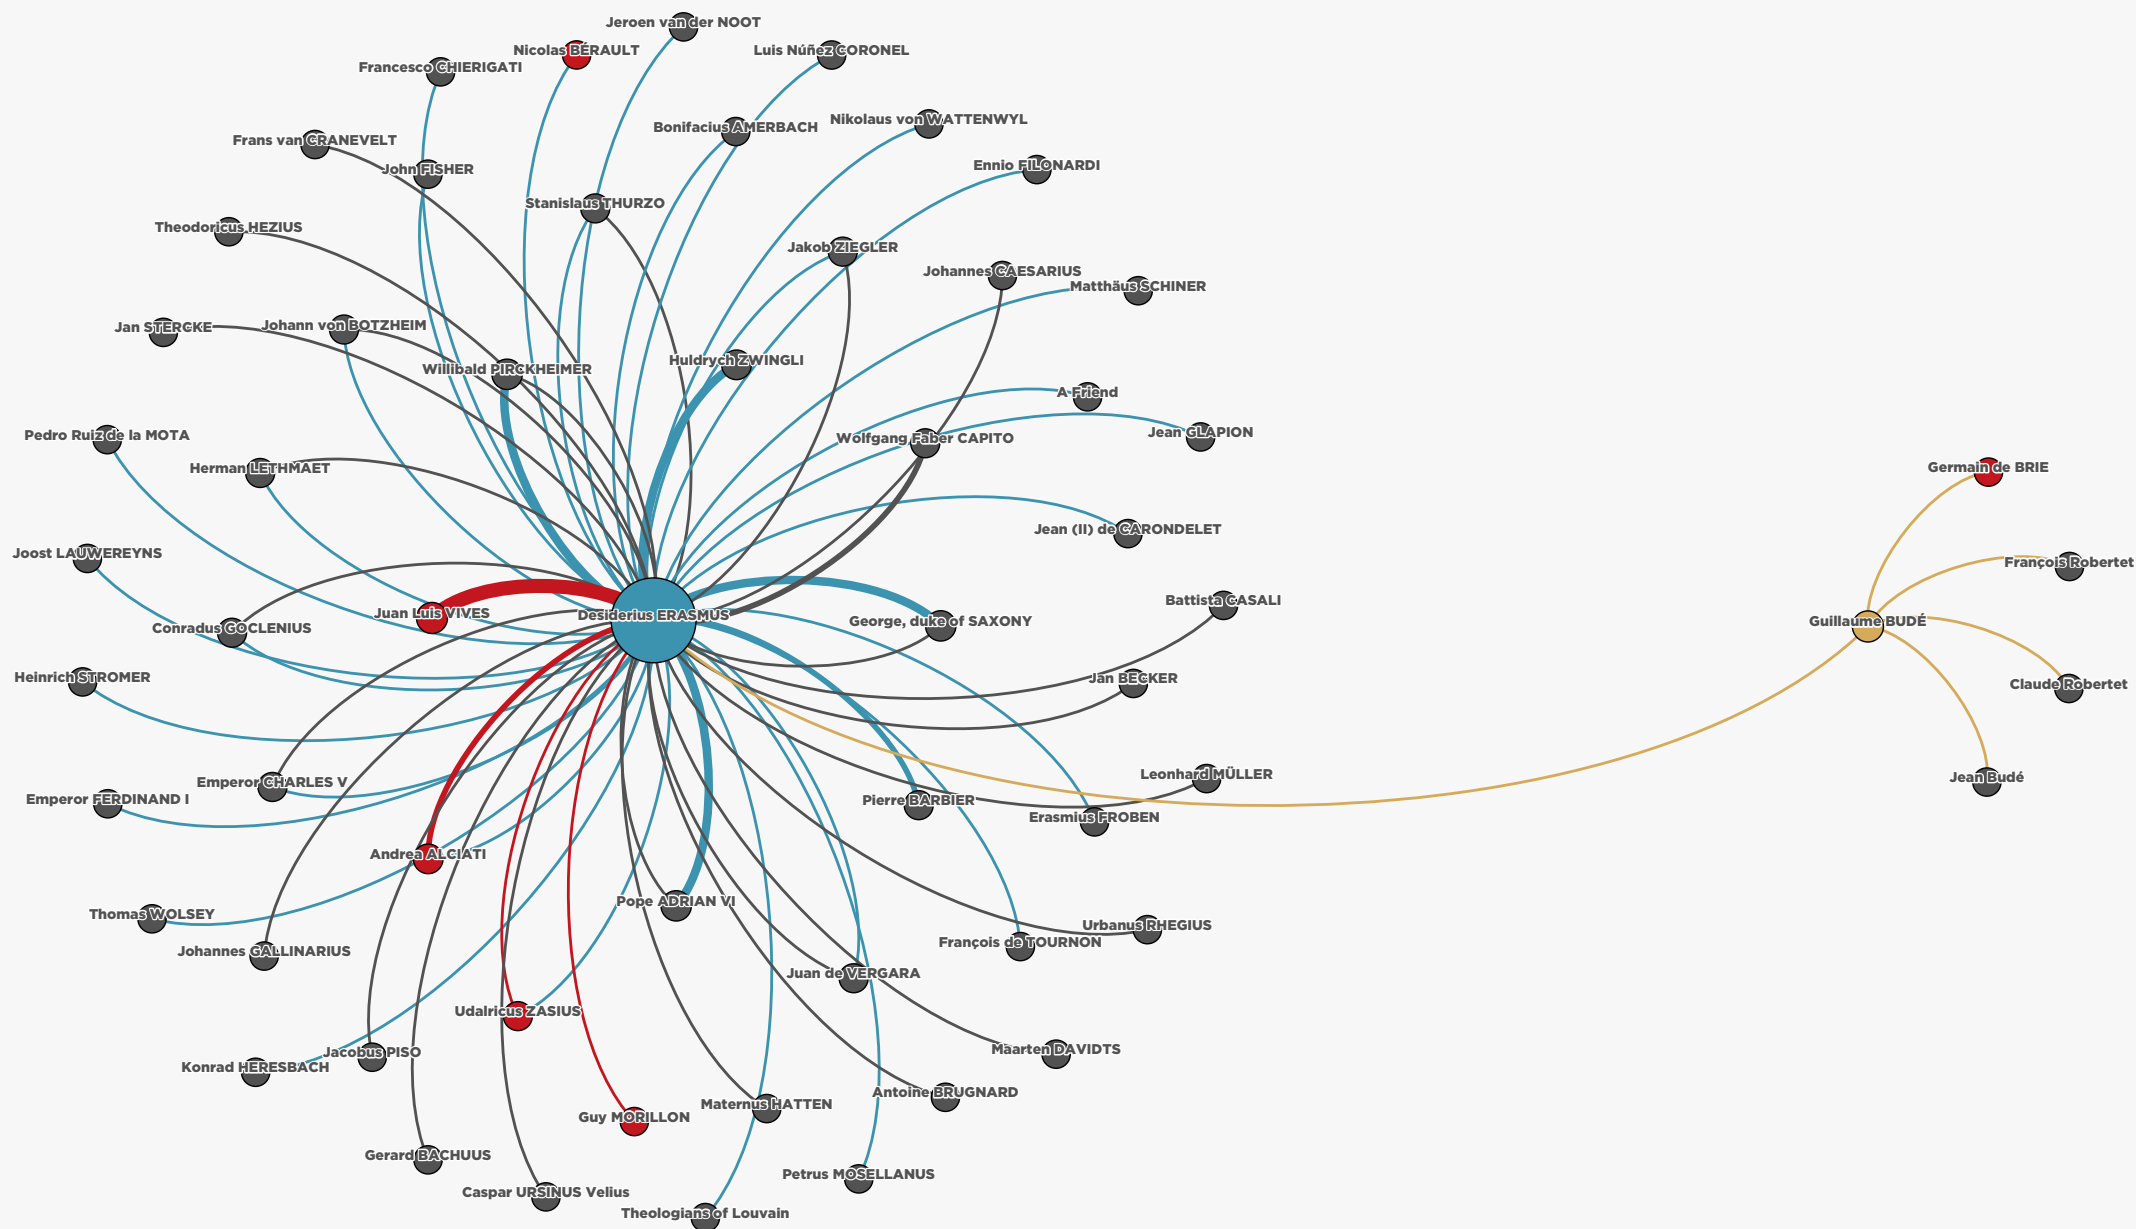 Jeroen van der NOOT
Nicolas BÉRAULT
Luis Núñez CORONEL
Francesco CHIERIGATI
Nikolaus von WATTENWYL
Bonifacius AMERBACH
Frans van CRANEVELT
Ennio FILONARDI
John FISHER
Stanislaus THURZO
Theodoricus HEZIUS
Jakob ZIEGLER
Johannes CAESARIUS
Matthäus SCHINER
Jan STERCKE
Johann von BOTZHEIM
Huldrych ZWINGLI
Willibald PIRCKHEIMER
A Friend
Jean GLAPION
Pedro Ruiz de la MOTA
Wolfgang Faber CAPITO
Herman LETHMAET
Germain de BRIE
Jean (II) de CARONDELET
Joost LAUWEREYNS
François Robertet
Battista CASALI
Juan Luis VIVES
Desiderius ERASMUS
George, duke of SAXONY
Guillaume BUDÉ
Conradus GOCLENIUS
Heinrich STROMER
Jan BECKER
Claude Robertet
Leonhard MÜLLER
Jean Budé
Emperor CHARLES V
Emperor FERDINAND I
Pierre BARBIER
Erasmius FROBEN
Andrea ALCIATI
Pope ADRIAN VI
Thomas WOLSEY
Urbanus RHEGIUS
François de TOURNON
Johannes GALLINARIUS
Juan de VERGARA
Udalricus ZASIUS
Maarten DAVIDTS
Jacobus PISO
Konrad HERESBACH
Antoine BRUGNARD
Maternus HATTEN
Guy MORILLON
Gerard BACHUUS
Petrus MOSELLANUS
Caspar URSINUS Velius
Theologians of Louvain